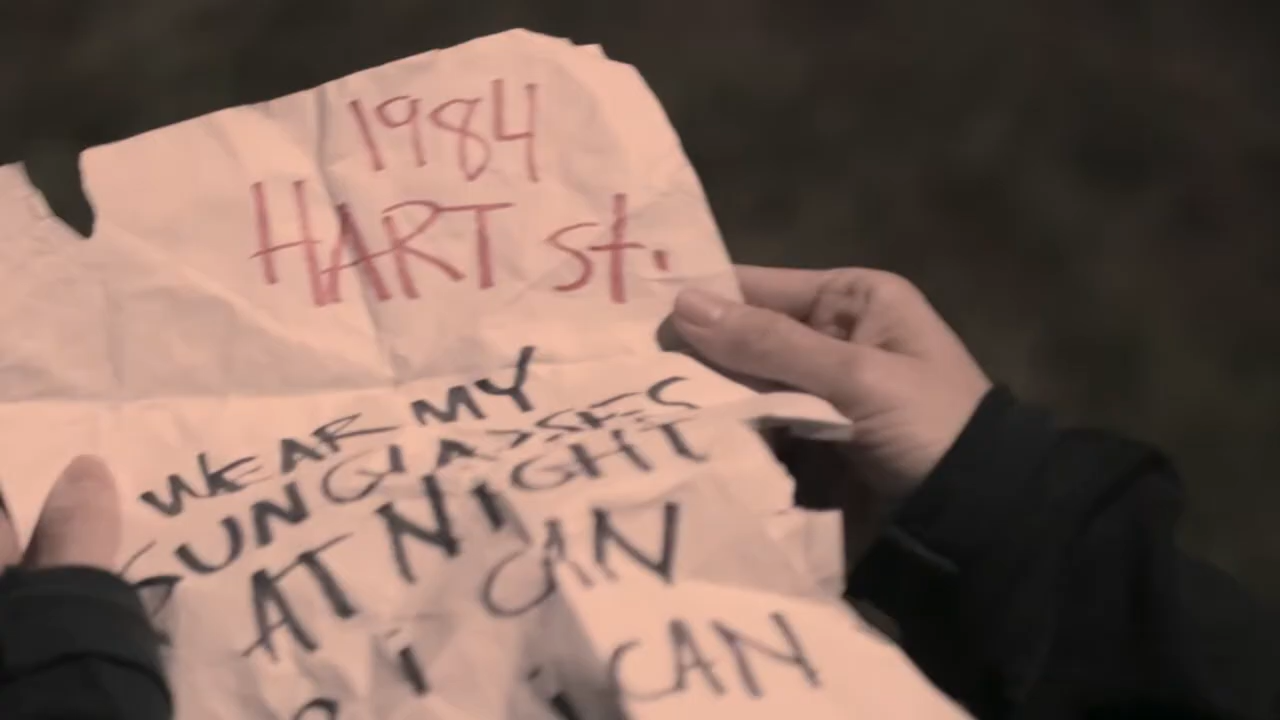 1984
HART St.
WEAR MY
SUNGLASSES
AT NIGHT
i CAN
i CAN